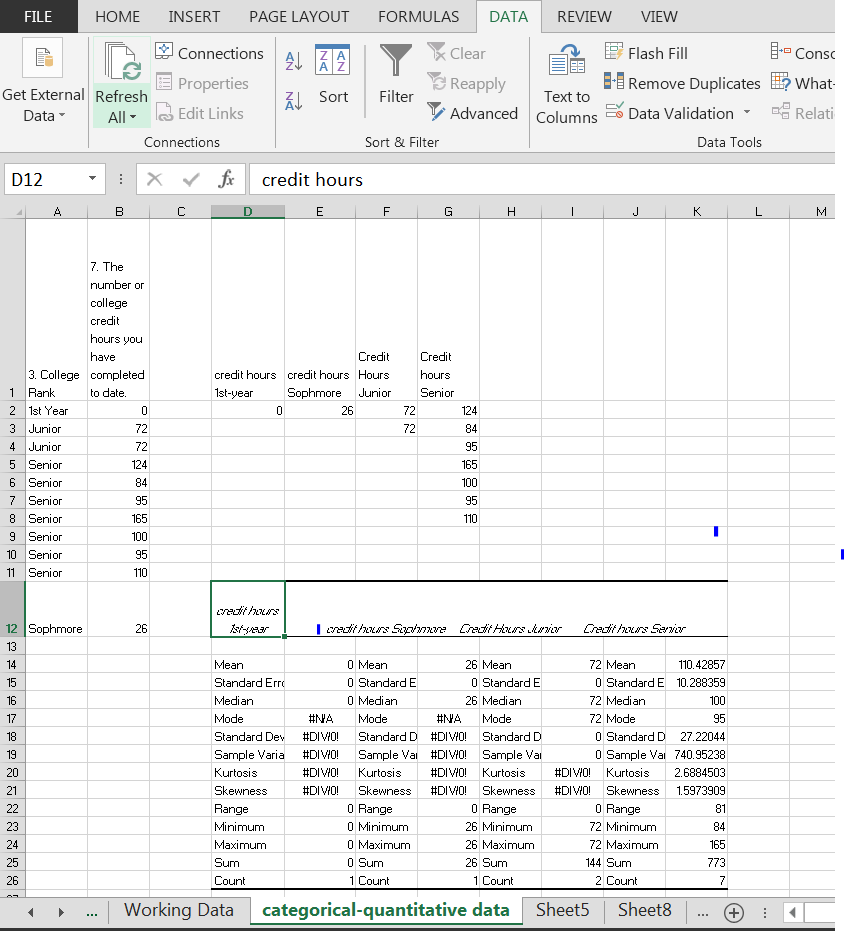 FILE HOME INSERT PAGE LAYOUT FORMULAS DATA REVIEW VIEW
Connections Clear Flash Fill Conso
Get External Refresh Properties Sort Filter Reapply Text to Remove Duplicates What-
Data All Edit Links Advanced Columns Data Validation Relati
Connections Sort & Filter Data Tools
D12 fx credit hours
A B C D E F G H I J K L M
7. The
number or
college
credit
hours you
have Credit Credit
3. College completed credit hours credit hours Hours hours
1 Rank to date. 1st-year Sophmore Junior Senior
2 1st Year 0 0 26 72 124
3 Junior 72 72 84
4 Junior 72 95
5 Senior 124 165
6 Senior 84 100
7 Senior 95 95
8 Senior 165 110
9 Senior 100
10 Senior 95
11 Senior 110
credit hours
12 Sophmore 26 1st-year credit hours Sophmore Credit Hours Junior Credit hours Senior
13
14 Mean 0 Mean 26 Mean 72 Mean 110.42857
15 Standard Erro 0 Standard E 0 Standard E 0 Standard E 10.288359
16 Median 0 Median 26 Median 72 Median 100
17 Mode #N/A Mode #N/A Mode 72 Mode 95
18 Standard Dev #DIV/0! Standard D #DIV/0! Standard D 0 Standard D 27.22044
19 Sample Varia #DIV/0! Sample Var #DIV/0! Sample Var 0 Sample Var 740.95238
20 Kurtosis #DIV/0! Kurtosis #DIV/0! Kurtosis #DIV/0! Kurtosis 2.6884503
21 Skewness #DIV/0! Skewness #DIV/0! Skewness #DIV/0! Skewness 1.5973909
22 Range 0 Range 0 Range 0 Range 81
23 Minimum 0 Minimum 26 Minimum 72 Minimum 84
24 Maximum 0 Maximum 26 Maximum 72 Maximum 165
25 Sum 0 Sum 26 Sum 144 Sum 773
26 Count 1 Count 1 Count 2 Count 7
... Working Data categorical-quantitative data Sheet5 Sheet8 ...